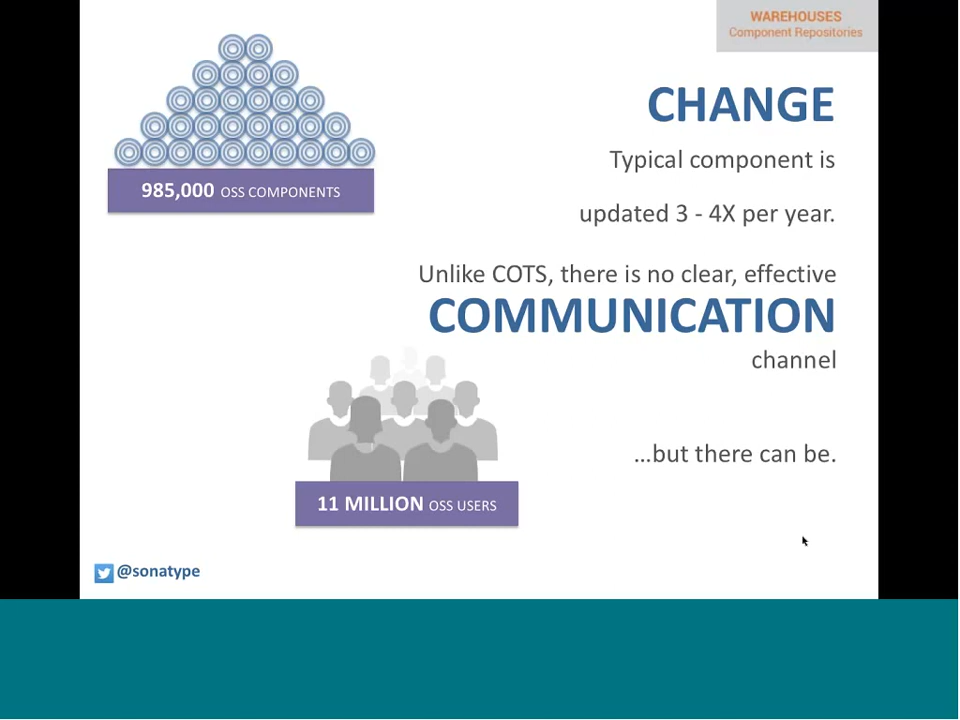 WAREHOUSES
Component Repositories
CHANGE
Typical component is
updated 3 - 4X per year.
985,000 OSS COMPONENTS
Unlike COTS, there is no clear, effective
COMMUNICATION
channel
…but there can be.
11 MILLION OSS USERS
@sonatype